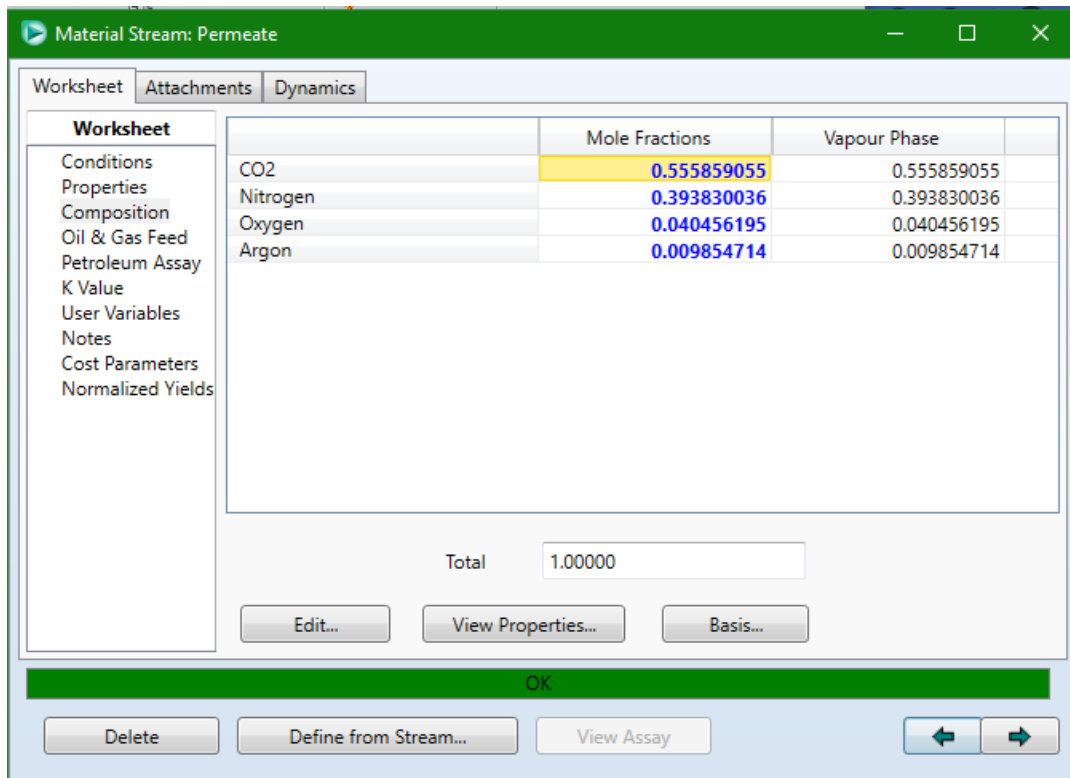 Material Stream: Permeate
Worksheet Attachments Dynamics
Worksheet
Conditions
Properties
Composition
Oil & Gas Feed
Petroleum Assay
K Value
User Variables
Notes
Cost Parameters
Normalized Yields
Mole Fractions Vapour Phase
CO2 0.555859055 0.555859055
Nitrogen 0.393830036 0.393830036
Oxygen 0.040456195 0.040456195
Argon 0.009854714 0.009854714
Total 1.00000
Edit... View Properties... Basis...
OK
Delete Define from Stream... View Assay